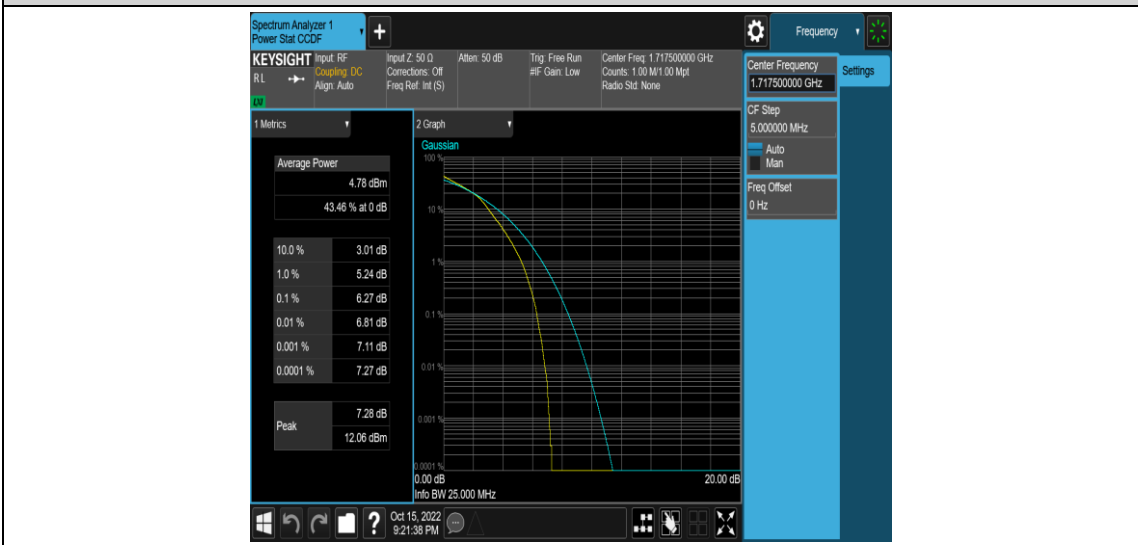 Spectrum Analyzer 1
Power Stat CCDF
+
Frequency
KEYSIGHT
RL
LXI
Input: RF
Coupling: DC
Align: Auto
Input Z: 50 Ω
Corrections: Off
Freq Ref: Int (S)
Atten: 50 dB
Trig: Free Run
#IF Gain: Low
Center Freq: 1.717500000 GHz
Counts: 1.00 M/1.00 Mpt
Radio Std: None
Center Frequency
1.717500000 GHz
Settings
CF Step
5.000000 MHz
Auto
Man
Freq Offset
0 Hz
1 Metrics
Average Power
4.78 dBm
43.46 % at 0 dB
10.0 % 3.01 dB
1.0 % 5.24 dB
0.1 % 6.27 dB
0.01 % 6.81 dB
0.001 % 7.11 dB
0.0001 % 7.27 dB
Peak
7.28 dB
12.06 dBm
2 Graph
Gaussian
100 %
10 %
1 %
0.1 %
0.01 %
0.001 %
0.0001 %
0.00 dB 20.00 dB
Info BW 25.000 MHz
?
Oct 15, 2022
9:21:38 PM